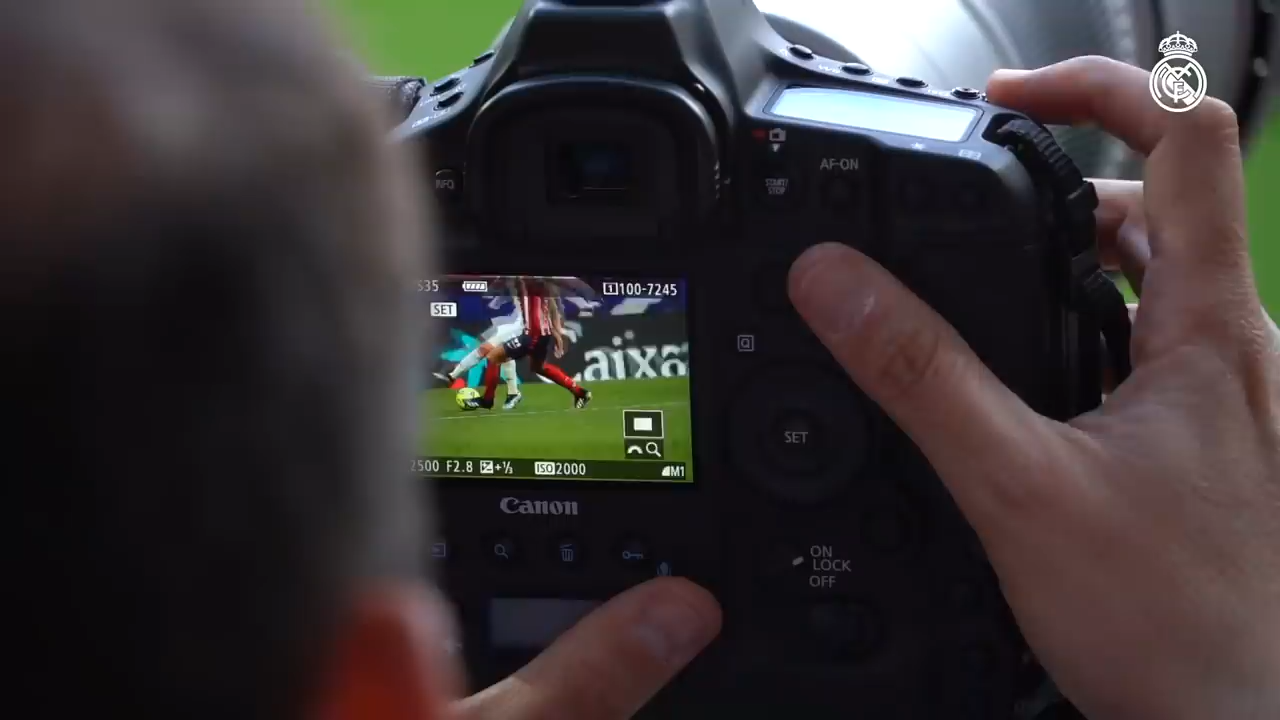 AF-ON
INFO
START/
STOP
535
1 100-7245
SET
aixa
Q
SET
2500 F2.8 +⅓ ISO 2000 M1
Canon
ON
LOCK
OFF